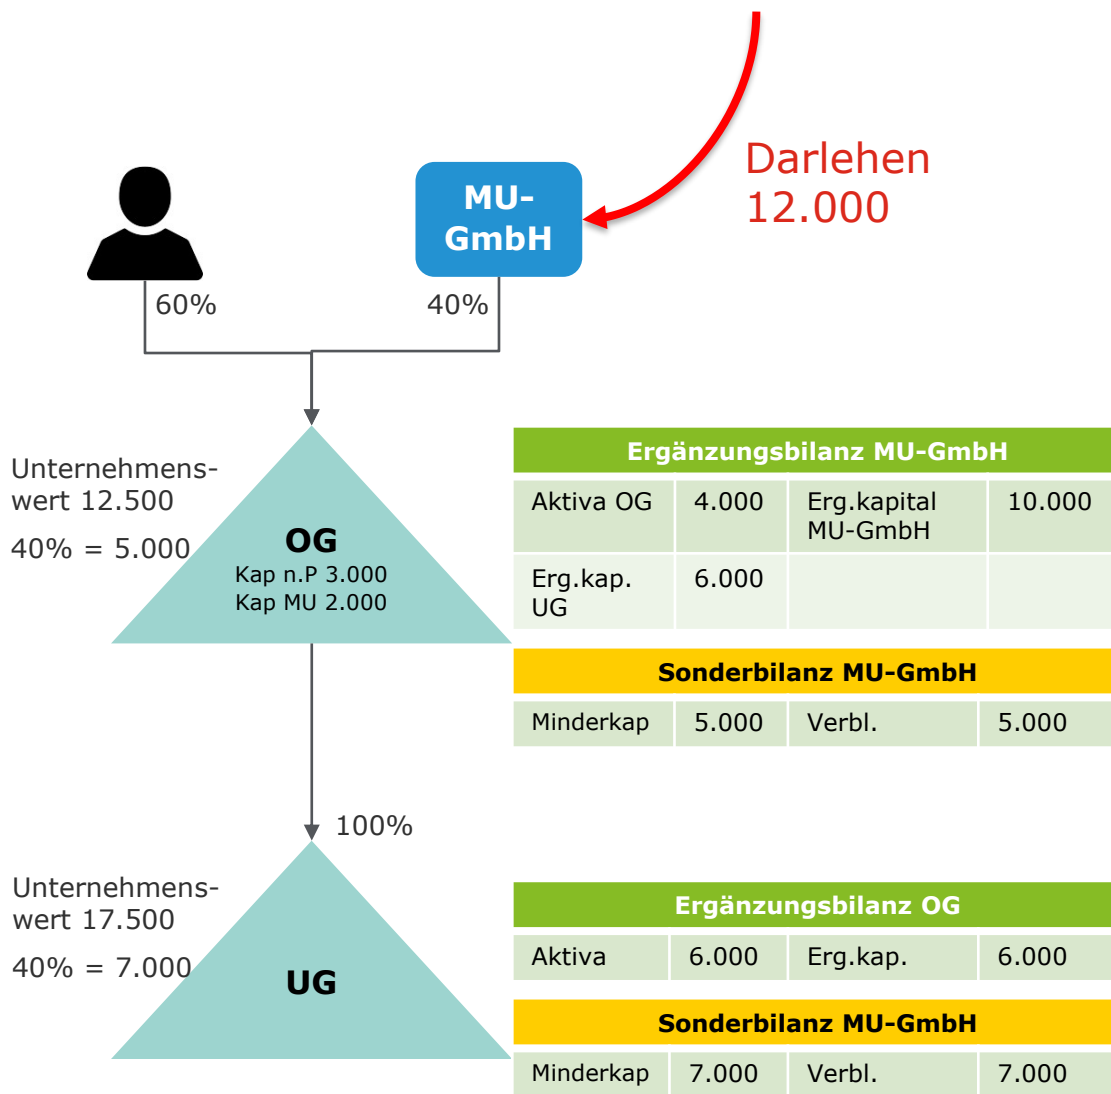 Darlehen
12.000
MU-
GmbH
60%
40%
Unternehmens-
wert 12.500
40% = 5.000
OG
Kap n.P 3.000
Kap MU 2.000
Ergänzungsbilanz MU-GmbH
Aktiva OG 4.000 Erg.kapital 10.000
MU-GmbH
Erg.kap. 6.000
UG
Sonderbilanz MU-GmbH
Minderkap 5.000 Verbl. 5.000
100%
Unternehmens-
wert 17.500
40% = 7.000
UG
Ergänzungsbilanz OG
Aktiva 6.000 Erg.kap. 6.000
Sonderbilanz MU-GmbH
Minderkap 7.000 Verbl. 7.000